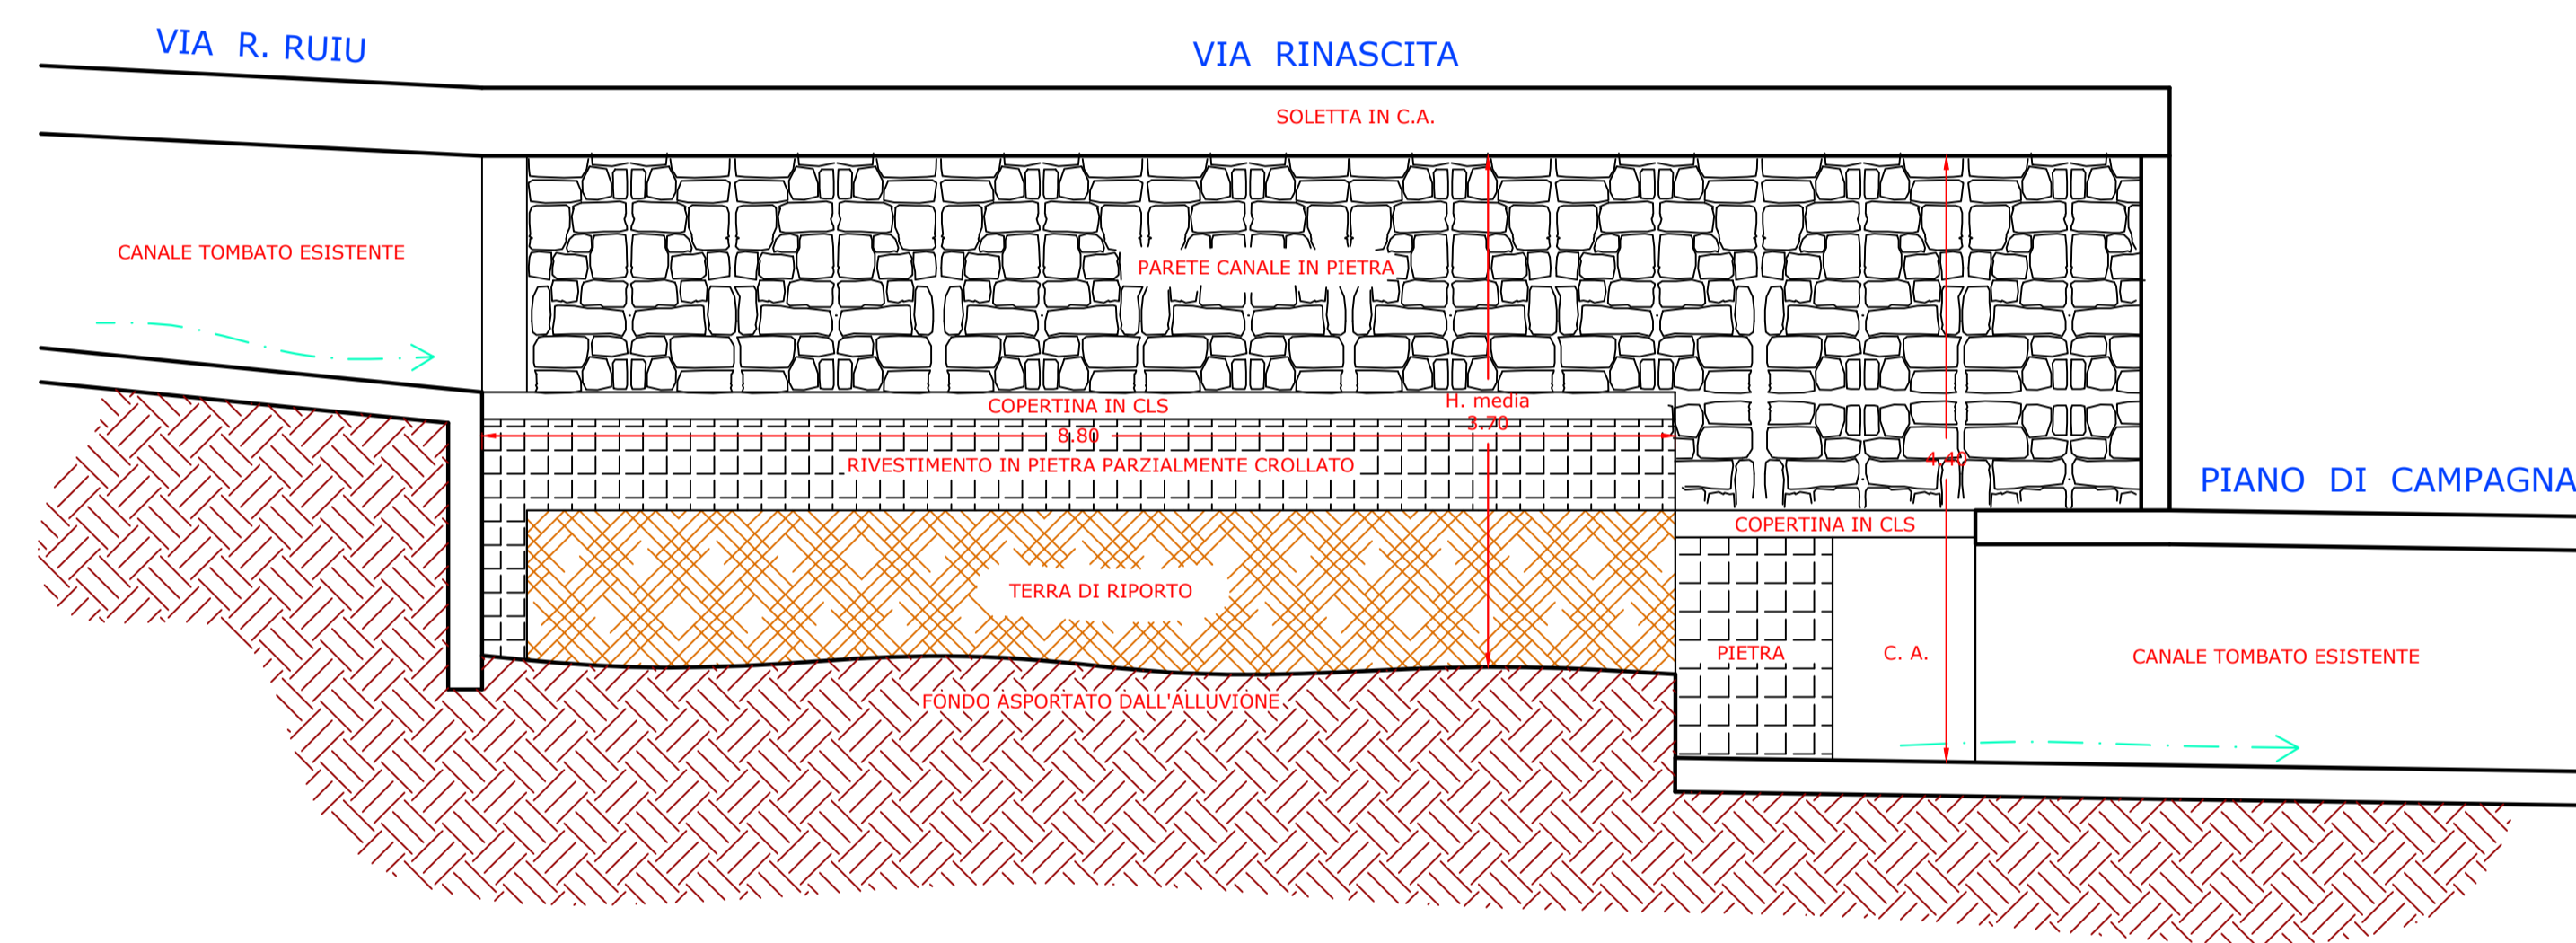 VIA R. RUIU
VIA RINASCITA
SOLETTA IN C.A.
CANALE TOMBATO ESISTENTE
PARETE CANALE IN PIETRA
COPERTINA IN CLS
H. media
3.70
8.80
RIVESTIMENTO IN PIETRA PARZIALMENTE CROLLATO
4.40
PIANO DI CAMPAGNA
COPERTINA IN CLS
TERRA DI RIPORTO
PIETRA
C. A.
CANALE TOMBATO ESISTENTE
FONDO ASPORTATO DALL'ALLUVIONE